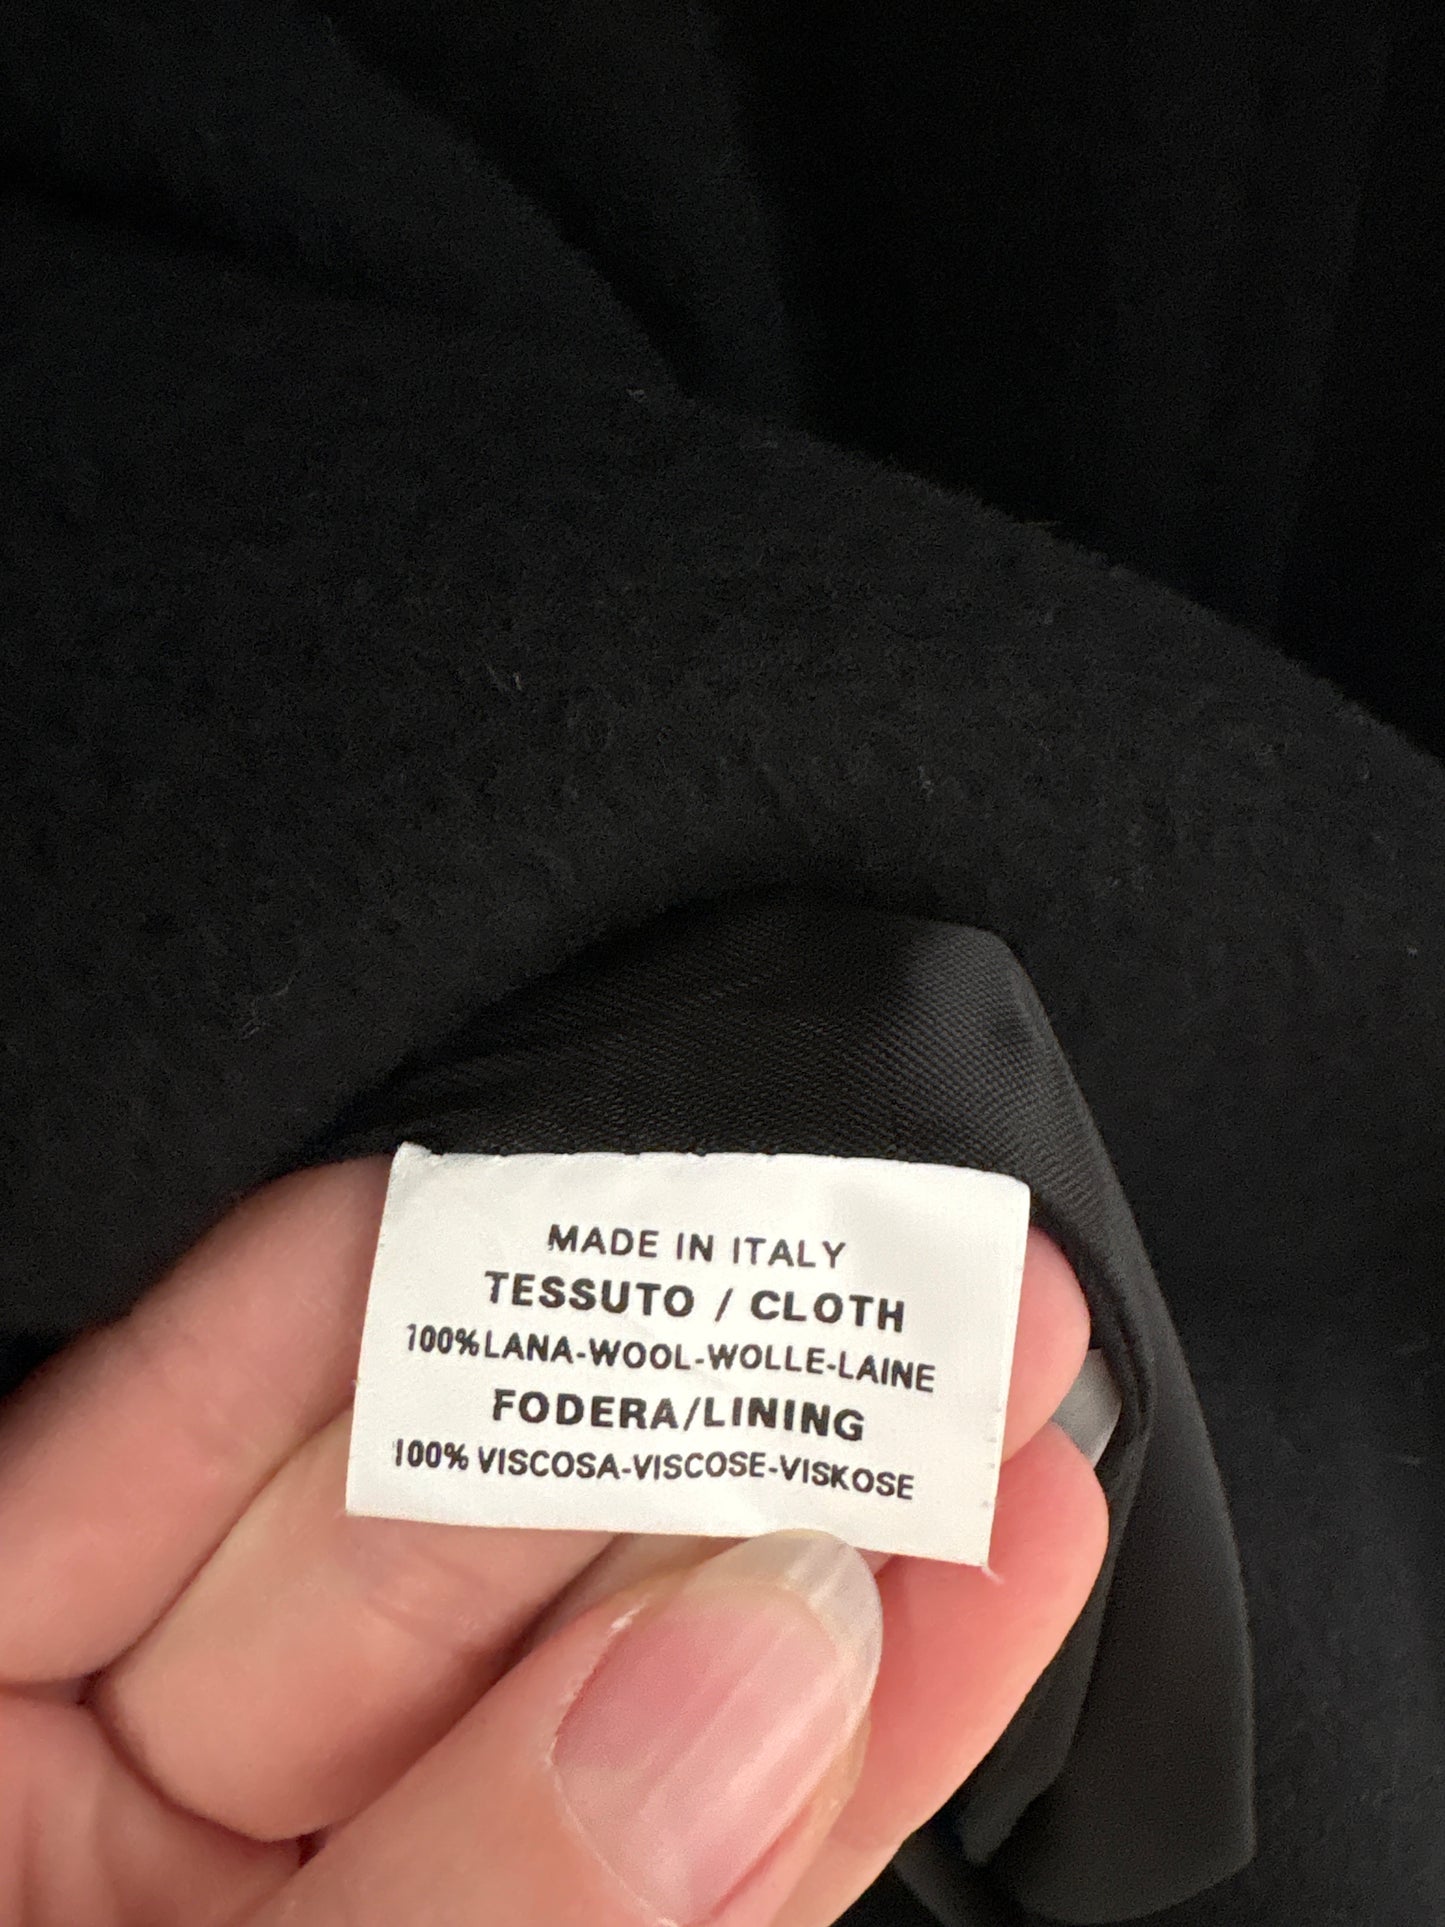 MADE IN ITALY
TESSUTO / CLOTH
100%LANA-WOOL-WOLLE-LAINE
FODERA/LINING
100% VISCOSA-VISCOSE-VISKOSE